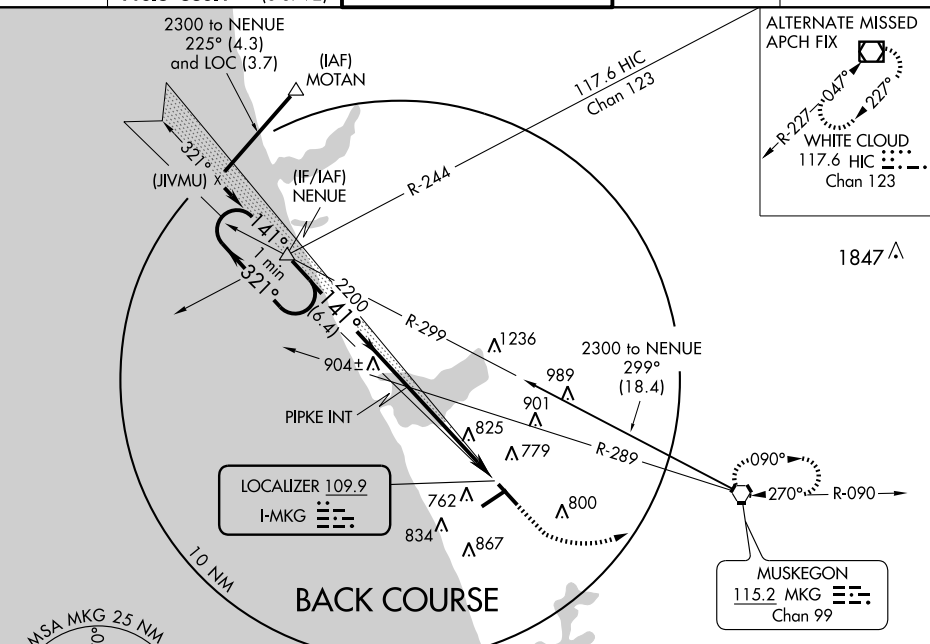 2300 to NENUE
225° (4.3)
and LOC (3.7)
(IAF)
MOTAN
117.6 HIC
Chan 123
ALTERNATE MISSED
APCH FIX
047°
227°
R-227
WHITE CLOUD
117.6 HIC
Chan 123
321°
(JIVMU) x
(IF/IAF)
NENUE
R-244
1847
141°
1 min
321°
2200
141°
(6.4)
R-299
1236
2300 to NENUE
299°
(18.4)
904±
989
901
PIPKE INT
825
779
R-289
090°
270°
R-090
LOCALIZER 109.9
I-MKG
762
800
834
867
10 NM
BACK COURSE
MUSKEGON
115.2 MKG
Chan 99
MSA MKG 25 NM